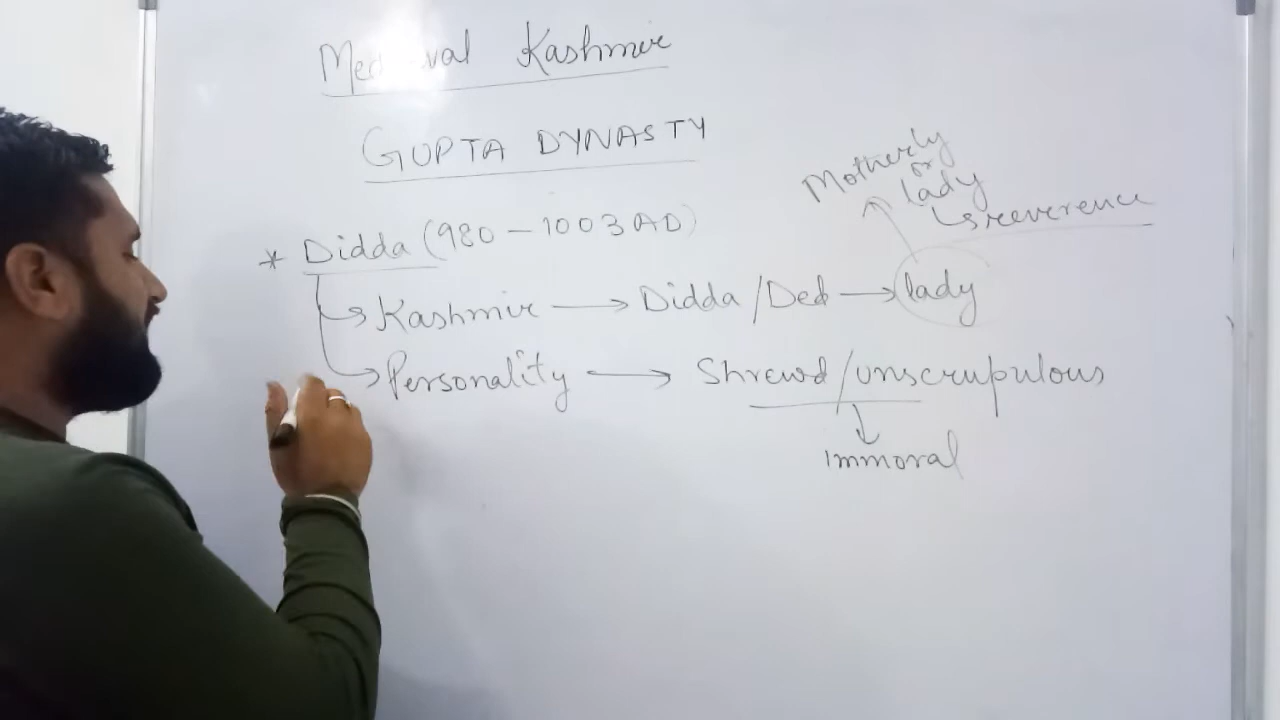 Medieval Kashmir
GUPTA DYNASTY
Motherly
or
lady
↳ reverence
* Didda (980 – 1003 AD)
↳ Kashmir → Didda / Ded → lady
↳ Personality → Shrewd / unscrupulous
↓
immoral